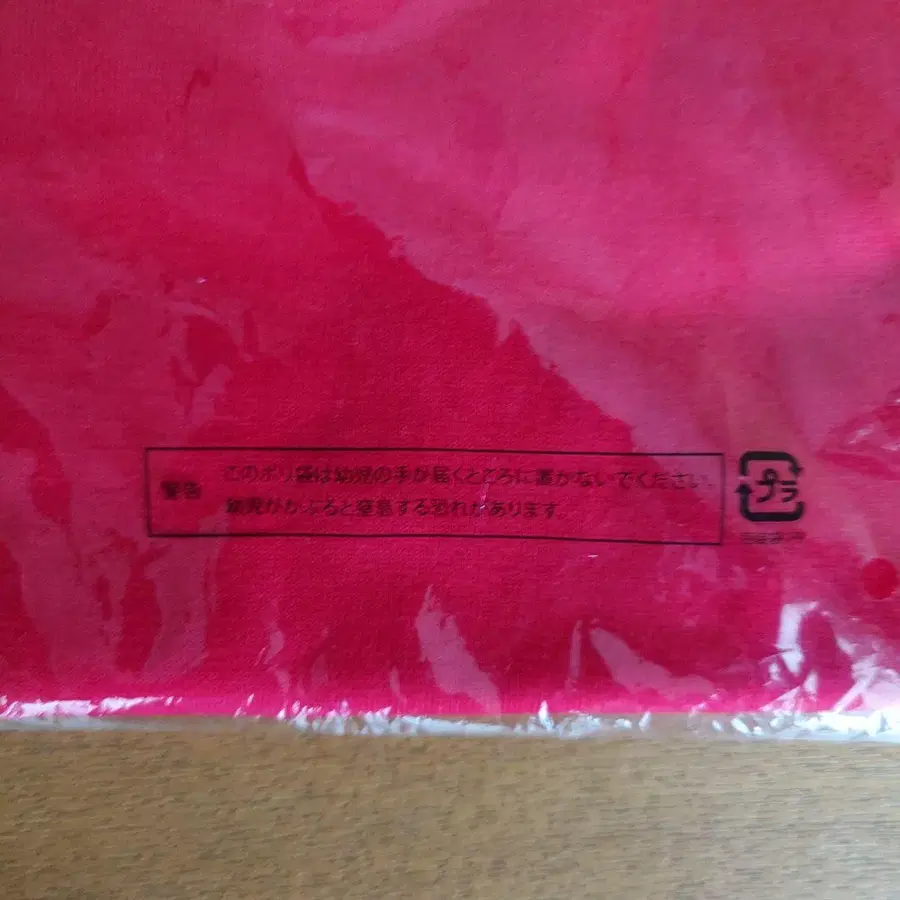 警告
このポリ袋は幼児の手が届くところに置かないでください。
幼児がかぶると窒息する恐れがあります。
プラ